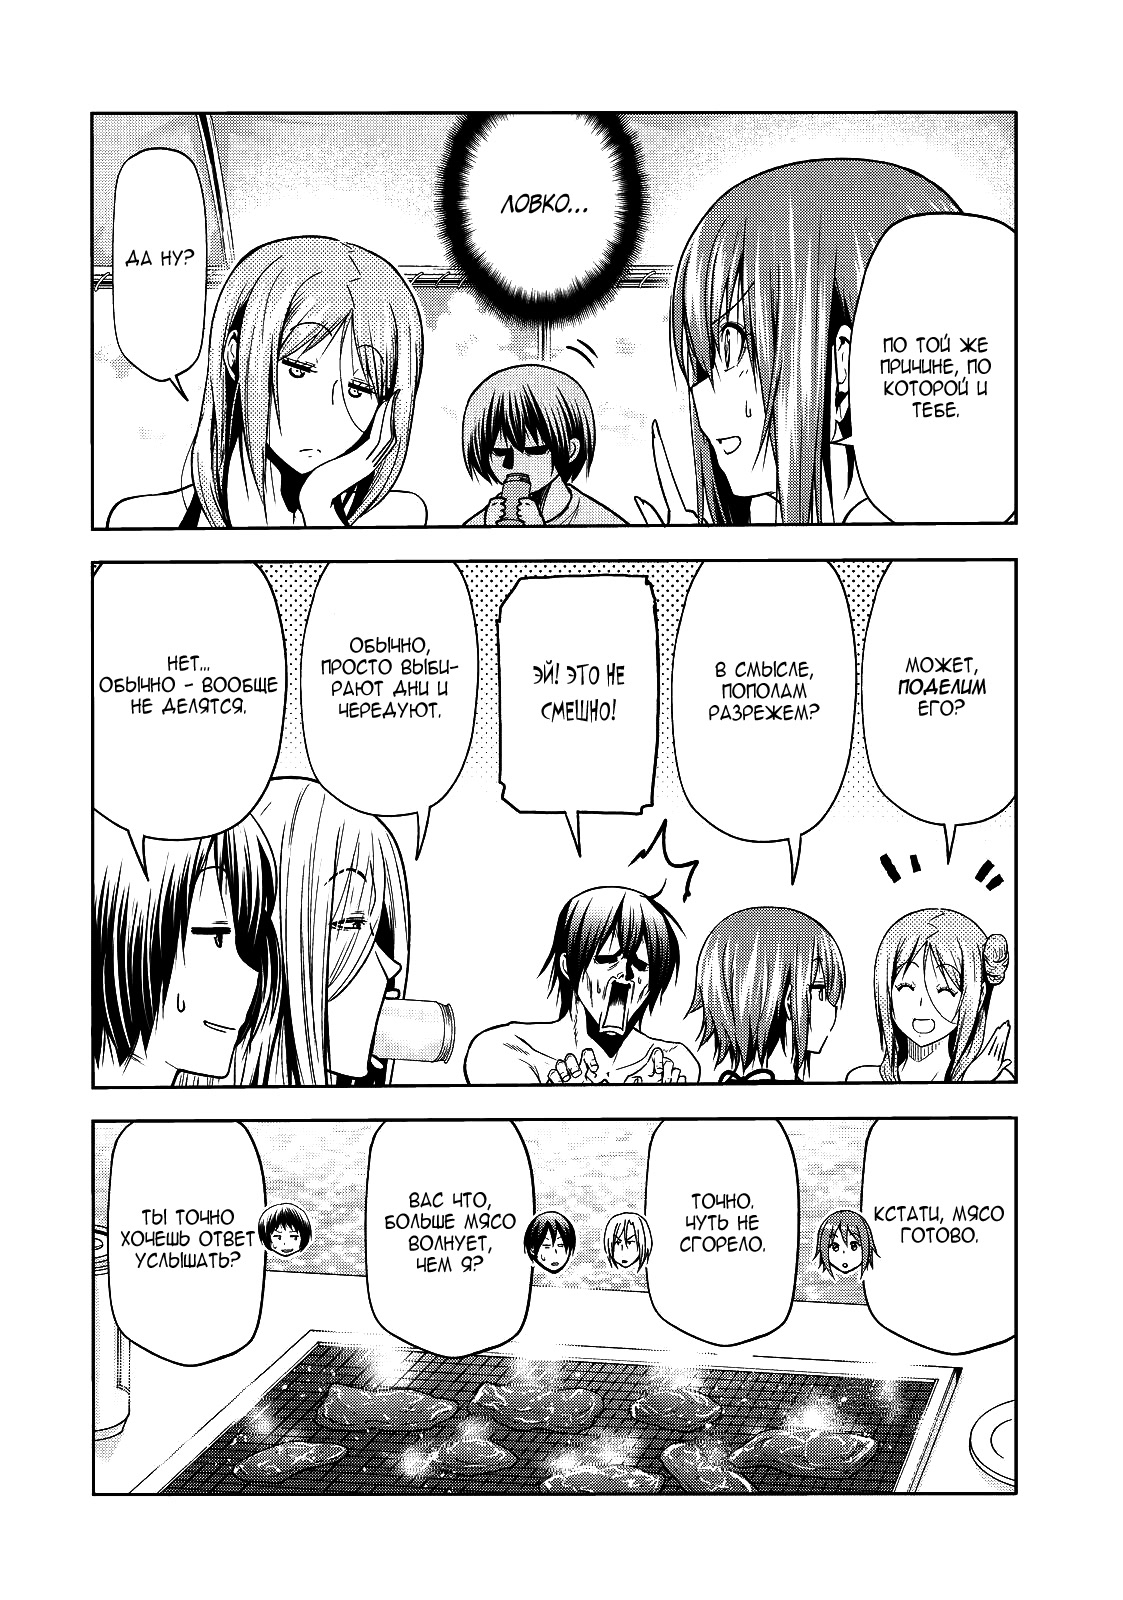 ПО ТОЙ ЖЕ
ПРИЧИНЕ, ПО
КОТОРОЙ И
ТЕБЕ.
ЛОВКО...
ДА НУ?
МОЖЕТ,
ПОДЕЛИМ
ЕГО?
В СМЫСЛЕ,
ПОПОЛАМ
РАЗРЕЖЕМ?
ЭЙ! ЭТО НЕ
СМЕШНО!
ОБЫЧНО,
ПРОСТО ВЫБИ-
РАЮТ ДНИ И
ЧЕРЕДУЮТ.
НЕТ...
ОБЫЧНО - ВООБЩЕ
НЕ ДЕЛЯТСЯ.
КСТАТИ, МЯСО
ГОТОВО.
ТОЧНО.
ЧУТЬ НЕ
СГОРЕЛО.
ВАС ЧТО,
БОЛЬШЕ МЯСО
ВОЛНУЕТ,
ЧЕМ Я?
ТЫ ТОЧНО
ХОЧЕШЬ ОТВЕТ
УСЛЫШАТЬ?